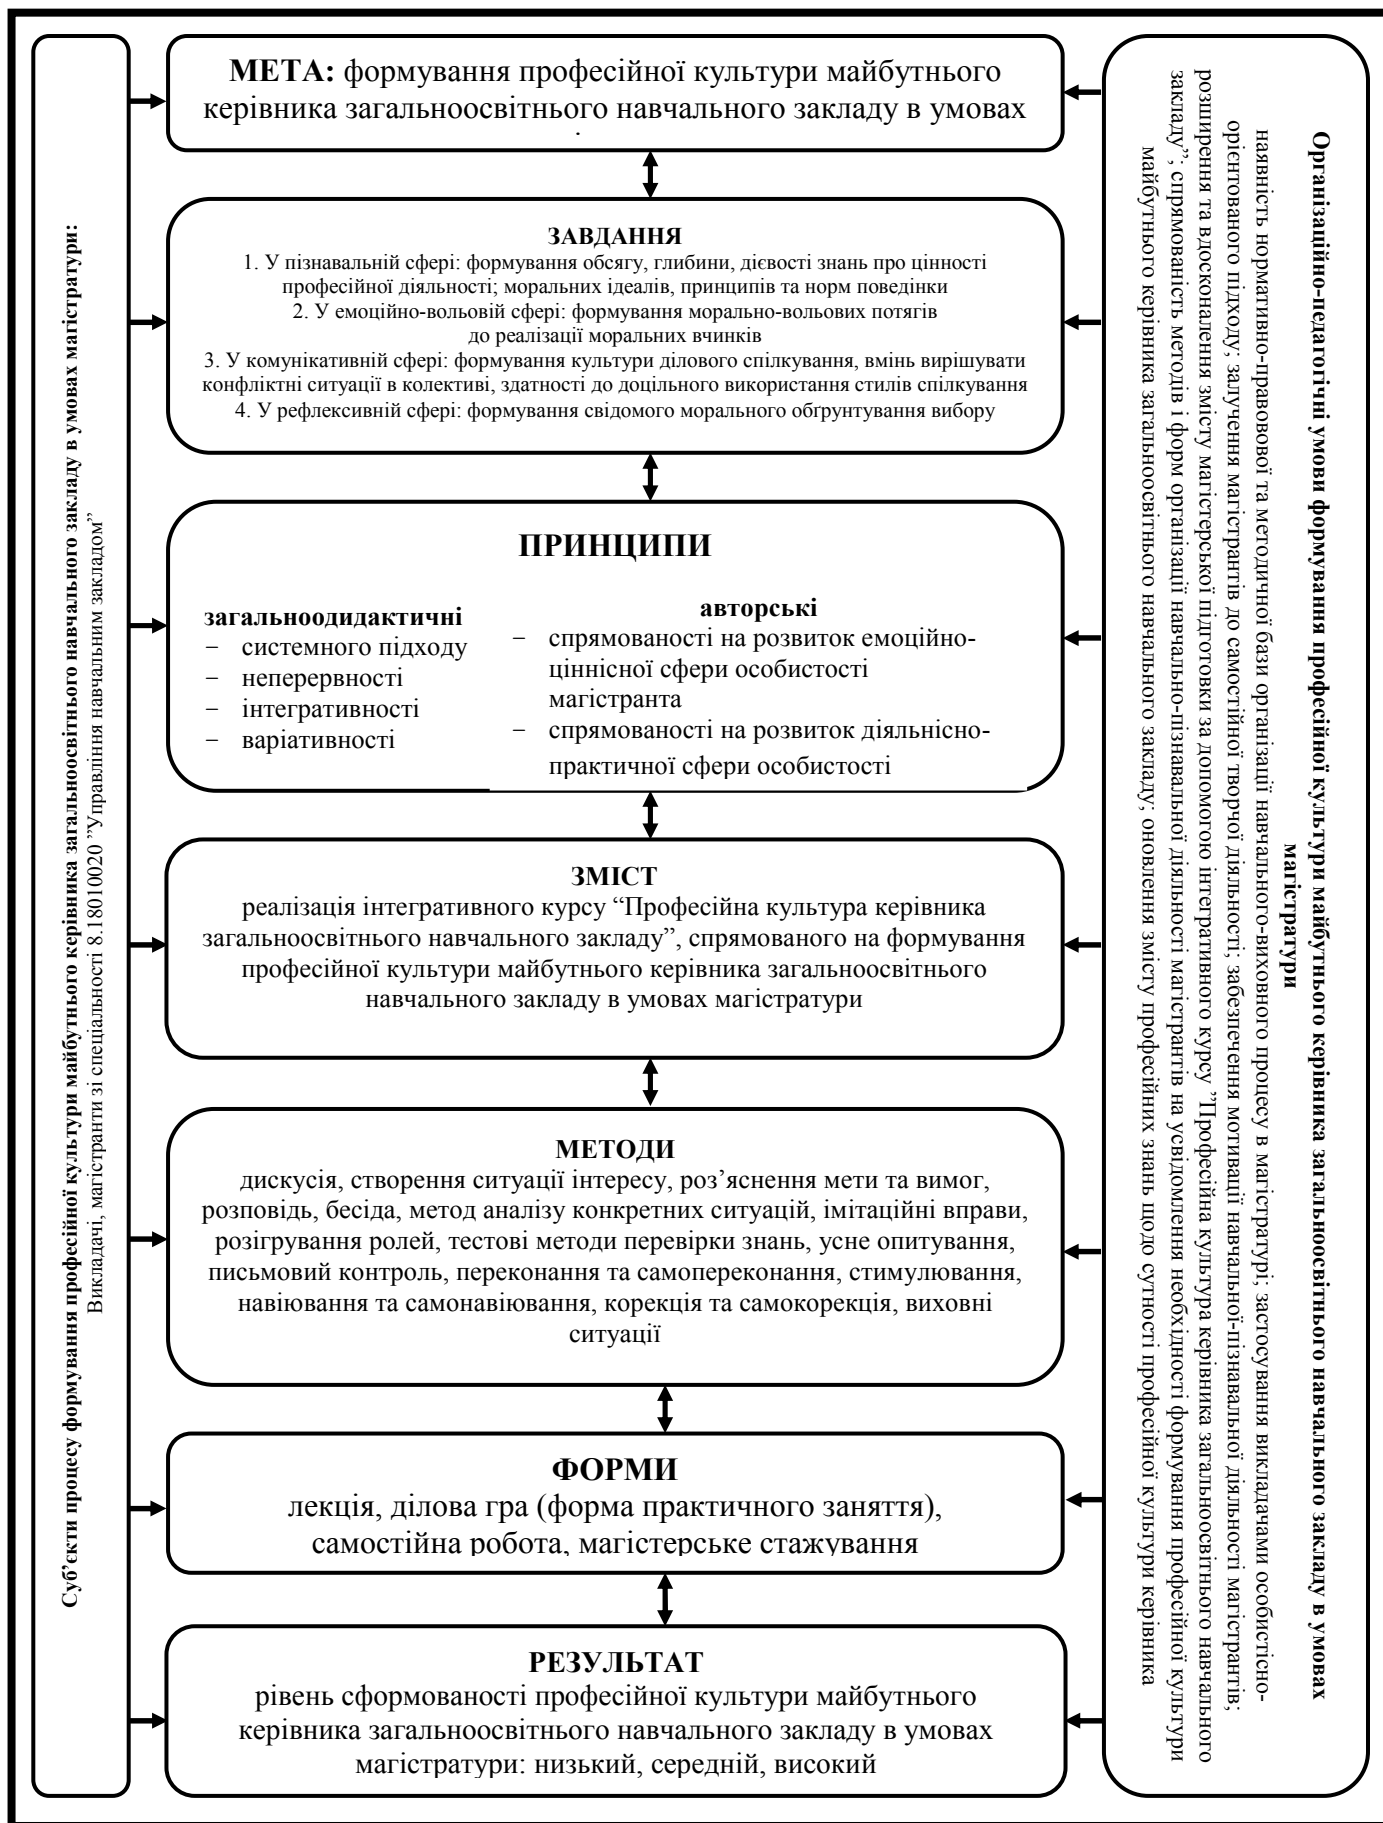 Суб’єкти процесу формування професійної культури майбутнього керівника загальноосвітнього навчального закладу в умовах магістратури:
Викладачі, магістранти зі спеціальності 8.18010020 ”Управління навчальним закладом”
МЕТА: формування професійної культури майбутнього
керівника загальноосвітнього навчального закладу в умовах
ЗАВДАННЯ
1. У пізнавальній сфері: формування обсягу, глибини, дієвості знань про цінності
професійної діяльності; моральних ідеалів, принципів та норм поведінки
2. У емоційно-вольовій сфері: формування морально-вольових потягів
до реалізації моральних вчинків
3. У комунікативній сфері: формування культури ділового спілкування, вмінь вирішувати
конфліктні ситуації в колективі, здатності до доцільного використання стилів спілкування
4. У рефлексивній сфері: формування свідомого морального обґрунтування вибору
ПРИНЦИПИ
загальноодидактичні
− системного підходу
− неперервності
− інтегративності
− варіативності
авторські
− спрямованості на розвиток емоційно-
ціннісної сфери особистості
магістранта
− спрямованості на розвиток діяльнісно-
практичної сфери особистості
ЗМІСТ
реалізація інтегративного курсу “Професійна культура керівника
загальноосвітнього навчального закладу”, спрямованого на формування
професійної культури майбутнього керівника загальноосвітнього
навчального закладу в умовах магістратури
МЕТОДИ
дискусія, створення ситуації інтересу, роз’яснення мети та вимог,
розповідь, бесіда, метод аналізу конкретних ситуацій, імітаційні вправи,
розігрування ролей, тестові методи перевірки знань, усне опитування,
письмовий контроль, переконання та самопереконання, стимулювання,
навіювання та самонавіювання, корекція та самокорекція, виховні
ситуації
ФОРМИ
лекція, ділова гра (форма практичного заняття),
самостійна робота, магістерське стажування
РЕЗУЛЬТАТ
рівень сформованості професійної культури майбутнього
керівника загальноосвітнього навчального закладу в умовах
магістратури: низький, середній, високий
Організаційно-педагогічні умови формування професійної культури майбутнього керівника загальноосвітнього навчального закладу в умовах
магістратури
наявність нормативно-правовової та методичної бази організації навчального-виховного процесу в магістратурі; застосування викладачами особистісно-
орієнтованого підходу; залучення магістрантів до самостійної творчої діяльності; забезпечення мотивації навчальної-пізнавальної діяльності магістрантів;
розширення та вдосконалення змісту магістерської підготовки за допомогою інтегративного курсу ”Професійна культура керівника загальноосвітнього навчального
закладу”; спрямованість методів і форм організації навчально-пізнавальної діяльності магістрантів на усвідомлення необхідності формування професійної культури
майбутнього керівника загальноосвітнього навчального закладу; оновлення змісту професійних знань щодо сутності професійної культури керівника